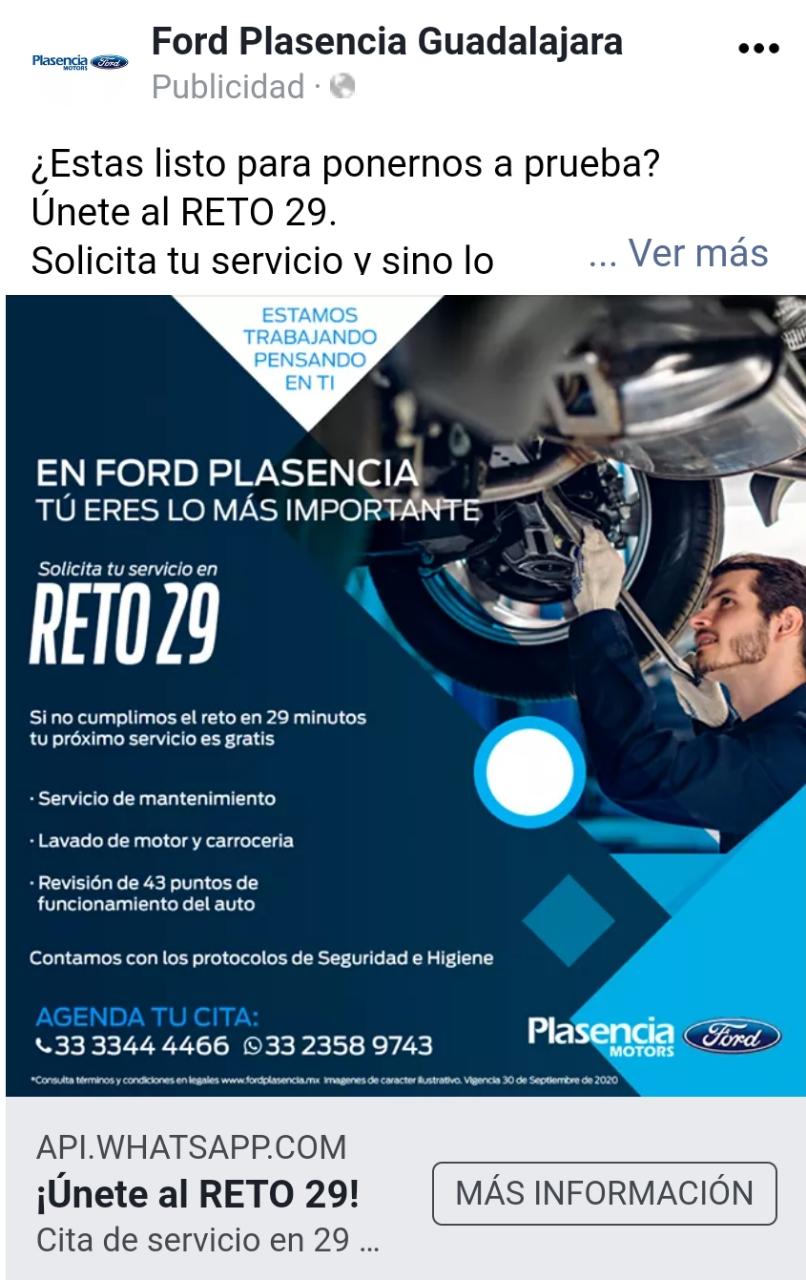 Plasencia MOTORS Ford
Ford Plasencia Guadalajara
Publicidad ·
¿Estas listo para ponernos a prueba?
Únete al RETO 29.
Solicita tu servicio y sino lo ... Ver más
ESTAMOS
TRABAJANDO
PENSANDO
EN TI
EN FORD PLASENCIA
TÚ ERES LO MÁS IMPORTANTE
Solicita tu servicio en
RETO 29
Si no cumplimos el reto en 29 minutos
tu próximo servicio es gratis
· Servicio de mantenimiento
· Lavado de motor y carroceria
· Revisión de 43 puntos de
funcionamiento del auto
Contamos con los protocolos de Seguridad e Higiene
AGENDA TU CITA:
33 3344 4466 33 2358 9743
Plasencia
MOTORS
Ford
*Consulta términos y condiciones en legales www.fordplasencia.mx Imagenes de caracter ilustrativo. Vigencia 30 de Septiembre de 2020
API.WHATSAPP.COM
¡Únete al RETO 29!
Cita de servicio en 29 ...
MÁS INFORMACIÓN